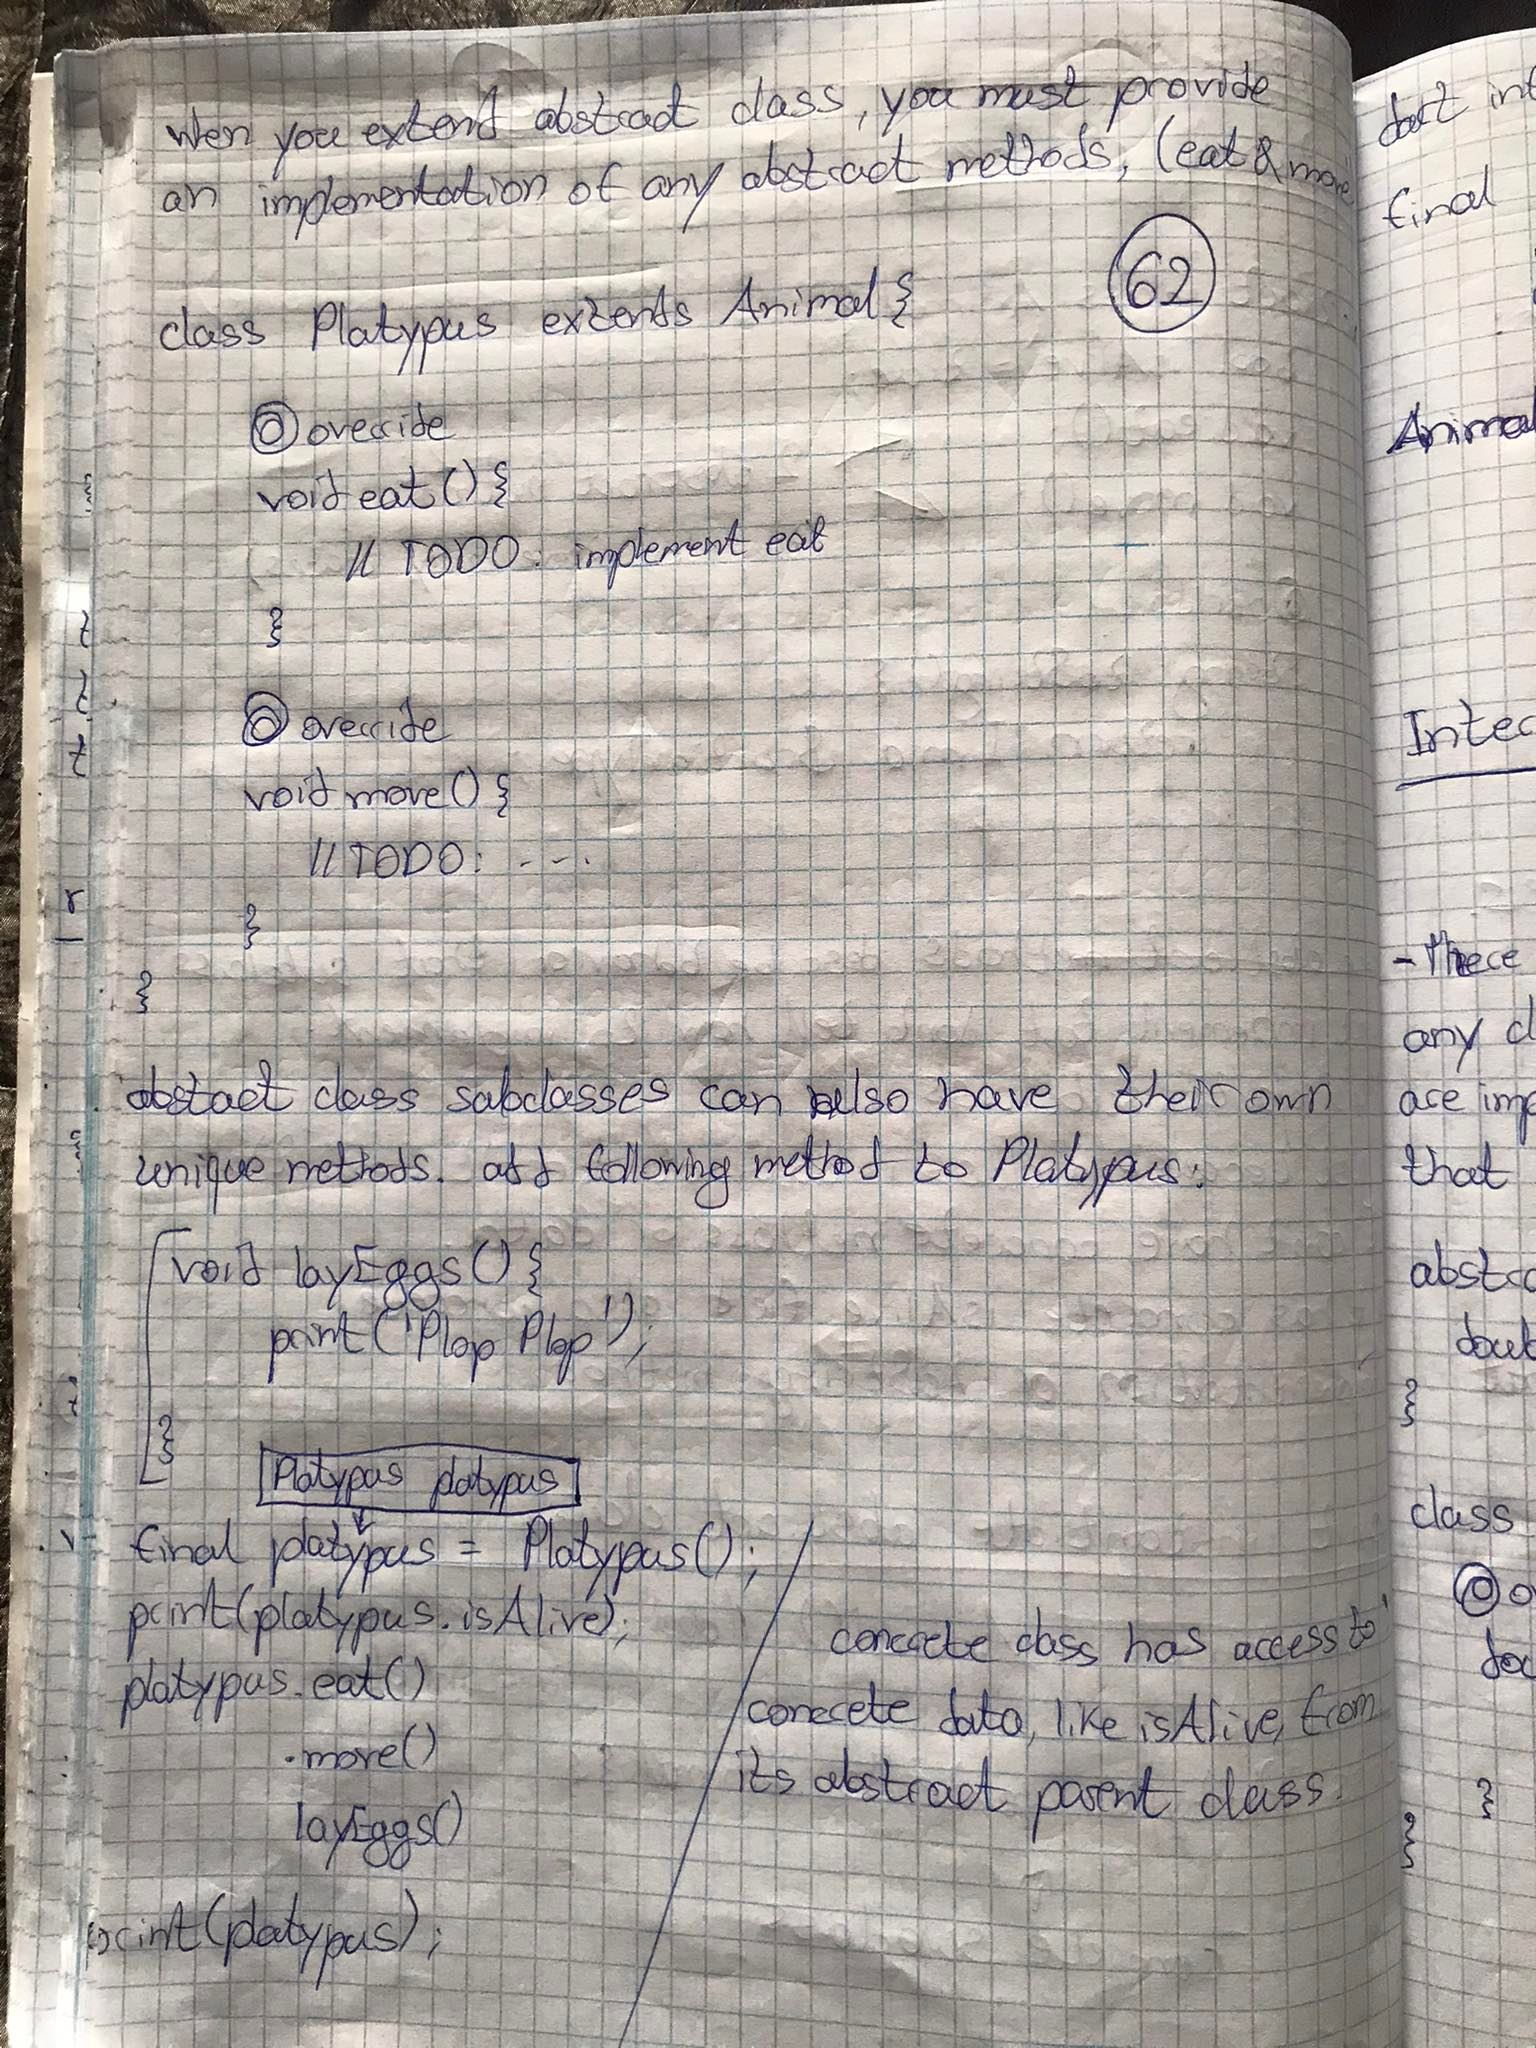 when you extend abstract class, you must provide
an implementation of any abstract methods, (eat & move
62
class Platypus extends Animal {
@override
void eat() {
// TODO: implement eat
}
@override
void move() {
// TODO: ---.
}
}
abstact class subclasses can also have their own
unique methods. add following method to Platypus:
void layEggs() {
print('Plop Plop');
}
Platypus platypus
final platypus = Platypus();
print(platypus.isAlive);
platypus.eat()
.move()
layEggs()
print(platypus);
concrete class has access to
concrete data, like isAlive, from
its abstract parent class.
dart int
final
Animal
Inter
- There
any d
are imp
that
abstra
doub
}
class
@o
dou
}
}